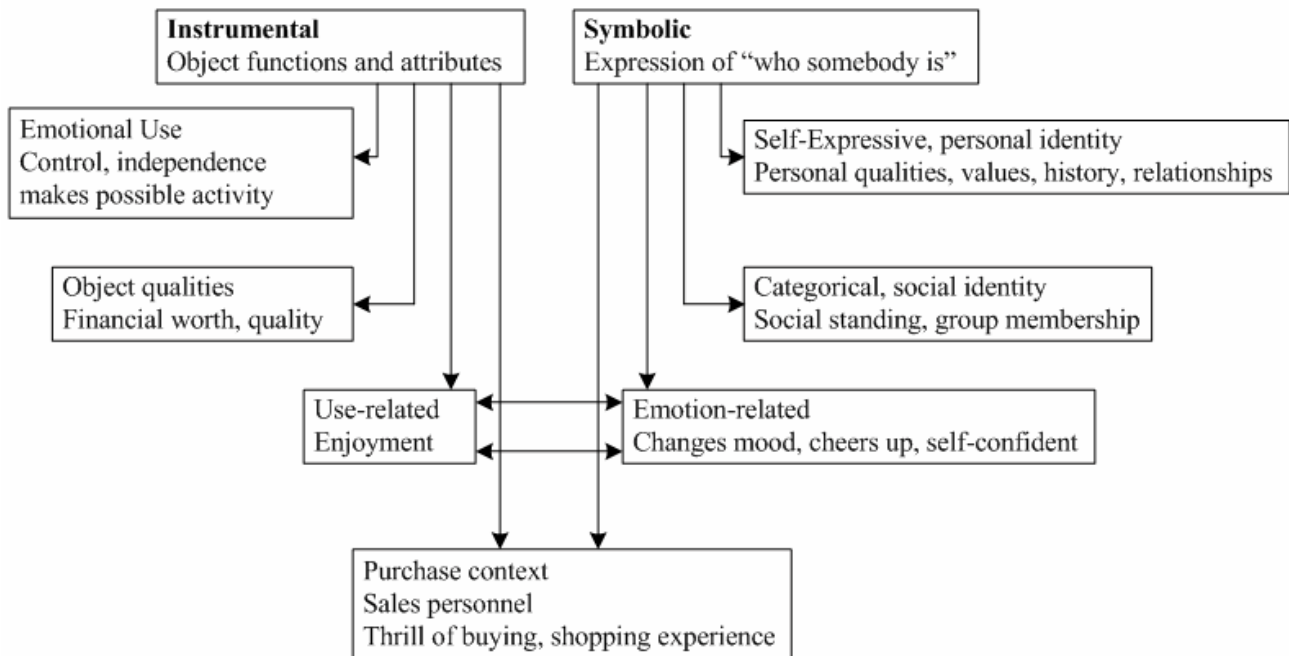 Instrumental
Object functions and attributes
Symbolic
Expression of “who somebody is”
Emotional Use
Control, independence
makes possible activity
Self-Expressive, personal identity
Personal qualities, values, history, relationships
Object qualities
Financial worth, quality
Categorical, social identity
Social standing, group membership
Use-related
Enjoyment
Emotion-related
Changes mood, cheers up, self-confident
Purchase context
Sales personnel
Thrill of buying, shopping experience